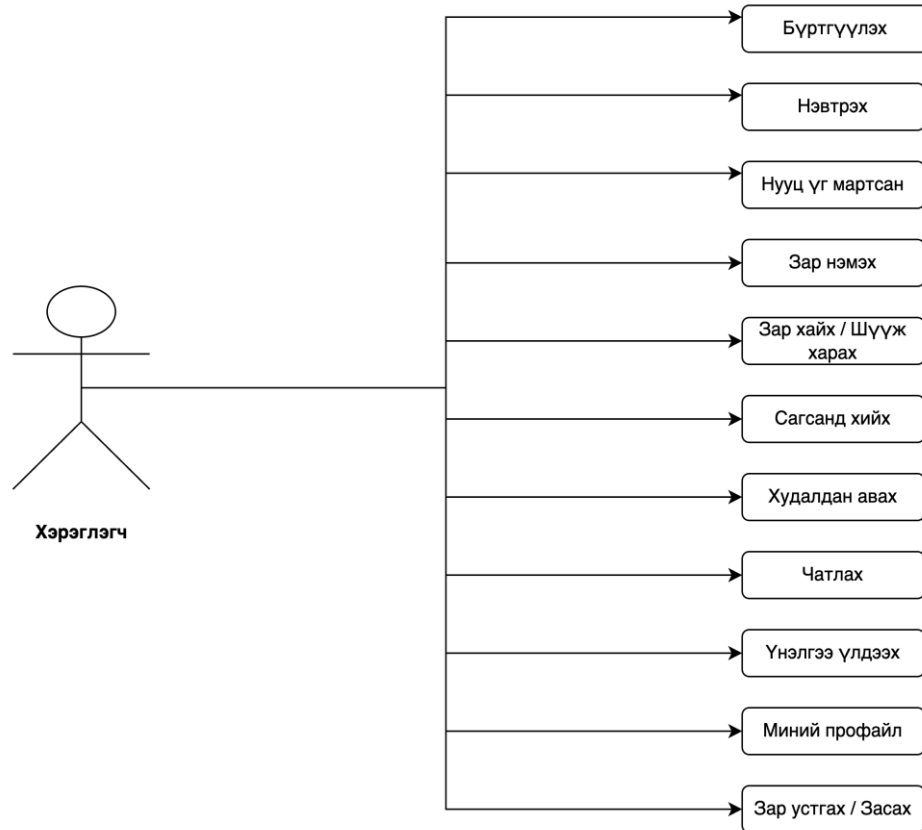 Бүртгүүлэх
Нэвтрэх
Нууц үг мартсан
Зар нэмэх
Зар хайх / Шүүж
харах
Сагсанд хийх
Худалдан авах
Хэрэглэгч
Чатлах
Үнэлгээ үлдээх
Миний профайл
Зар устгах / Засах